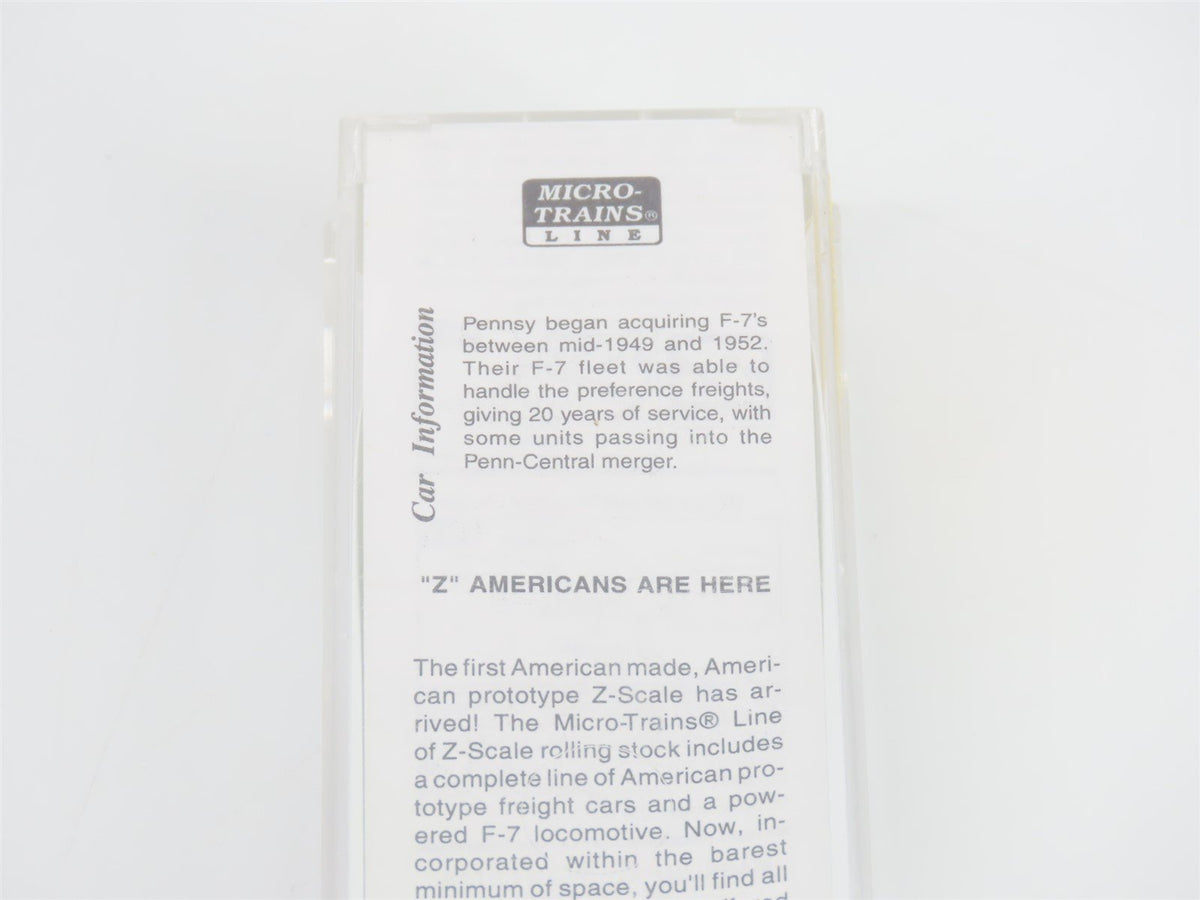 MICRO-
TRAINS®
LINE
Car Information
Pennsy began acquiring F-7's
between mid-1949 and 1952.
Their F-7 fleet was able to
handle the preference freights,
giving 20 years of service, with
some units passing into the
Penn-Central merger.
"Z" AMERICANS ARE HERE
The first American made, Ameri-
can prototype Z-Scale has ar-
rived! The Micro-Trains® Line
of Z-Scale rolling stock includes
a complete line of American pro-
totype freight cars and a pow-
ered F-7 locomotive. Now, in-
corporated within the barest
minimum of space, you'll find all